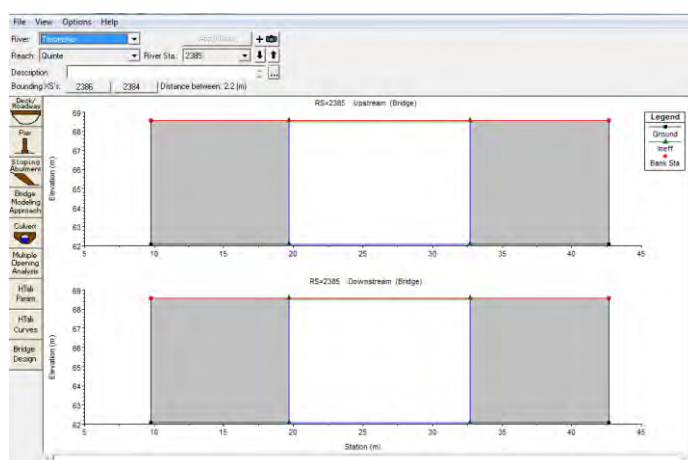 File View Options Help
River:
Reach: Quinte River Sta: 2385
Description:
Bounding XS's: 2386 2384 Distance between: 2.2 (m)
Deck/
Roadway
Pier
Sloping
Abutment
Bridge
Modeling
Approach
Culvert
Multiple
Opening
Analysis
HTab
Param.
HTab
Curves
Bridge
Design
RS=2385 Upstream (Bridge)
Elevation (m)
69
68
67
66
65
64
63
62
5 10 15 20 25 30 35 40 45
Legend
Ground
Ineff
Bank Sta
RS=2385 Downstream (Bridge)
Elevation (m)
69
68
67
66
65
64
63
62
5 10 15 20 25 30 35 40 45
Station (m)